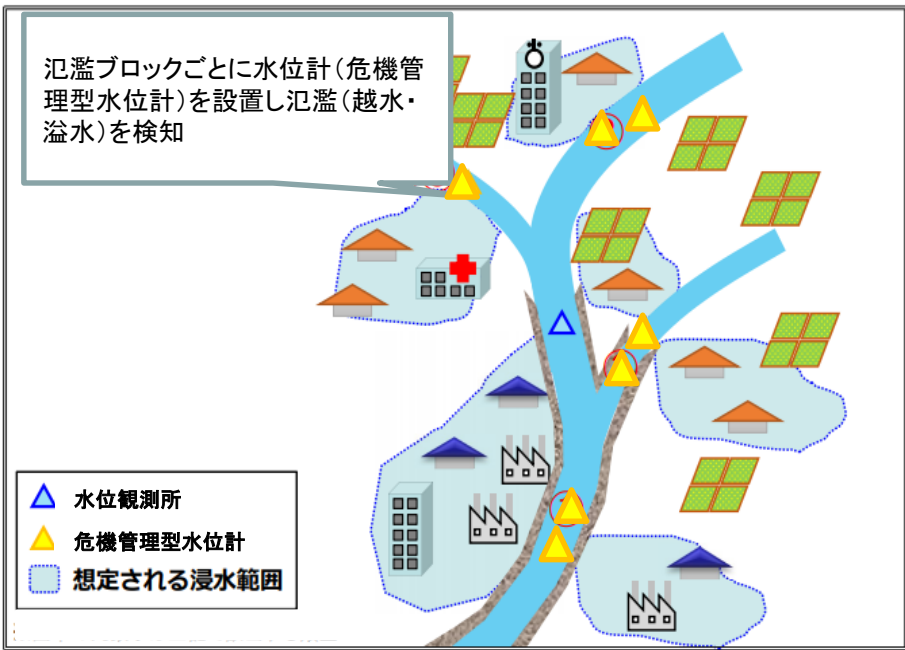 氾濫ブロックごとに水位計(危機管
理型水位計)を設置し氾濫(越水・
溢水)を検知
水位観測所
危機管理型水位計
想定される浸水範囲